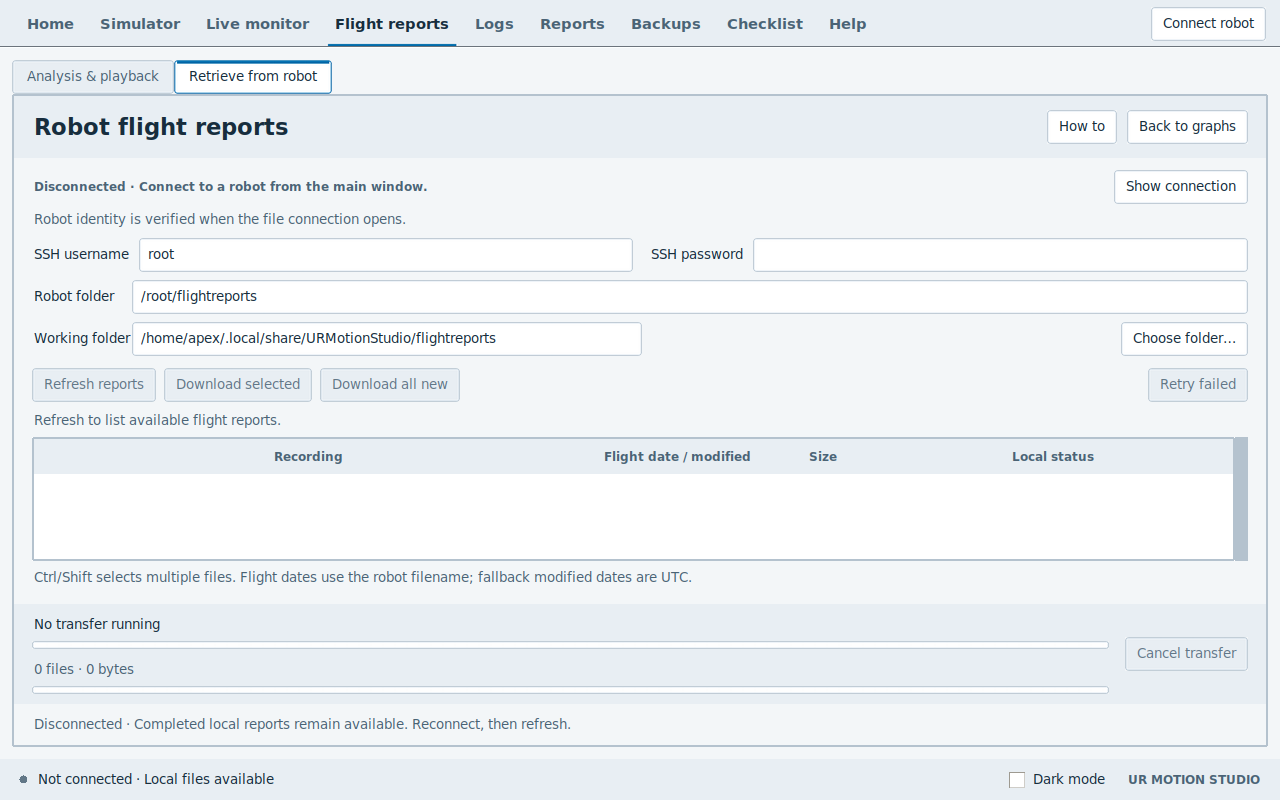 Home Simulator Live monitor Flight reports Logs Reports Backups Checklist Help Connect robot
Analysis & playback Retrieve from robot
Robot flight reports How to Back to graphs
Disconnected · Connect to a robot from the main window. Show connection
Robot identity is verified when the file connection opens.
SSH username root SSH password
Robot folder /root/flightreports
Working folder /home/apex/.local/share/URMotionStudio/flightreports Choose folder...
Refresh reports Download selected Download all new Retry failed
Refresh to list available flight reports.
Recording Flight date / modified Size Local status
Ctrl/Shift selects multiple files. Flight dates use the robot filename; fallback modified dates are UTC.
No transfer running
Cancel transfer
0 files · 0 bytes
Disconnected · Completed local reports remain available. Reconnect, then refresh.
Not connected · Local files available Dark mode UR MOTION STUDIO